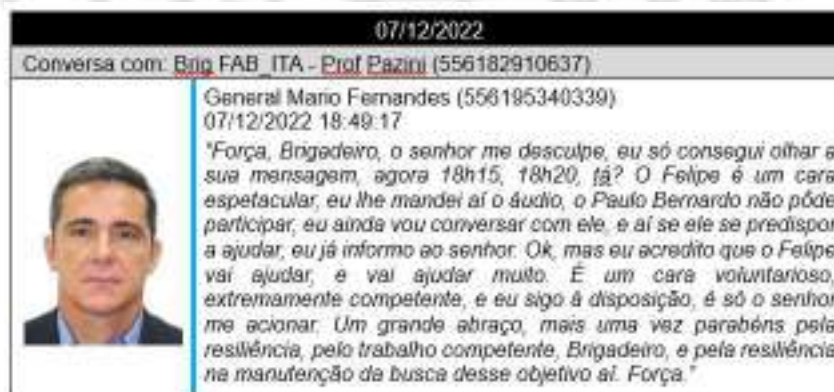 07/12/2022
Conversa com: Brig FAB_ITA - Prof Pazini (556182910637)
General Mario Fernandes (556195340339)
07/12/2022 18:49:17
"Força, Brigadeiro, o senhor me desculpe, eu só consegui olhar a
sua mensagem, agora 18h15, 18h20, tá? O Felipe é um cara
espetacular, eu lhe mandei aí o áudio, o Paulo Bernardo não pôde
participar, eu ainda vou conversar com ele, e aí se ele se predispor
a ajudar, eu já informo ao senhor. Ok, mas eu acredito que o Felipe
vai ajudar, e vai ajudar muito. É um cara voluntarioso,
extremamente competente, e eu sigo à disposição, é só o senhor
me acionar. Um grande abraço, mais uma vez parabéns pela
resiliência, pelo trabalho competente, Brigadeiro, e pela resiliência
na manutenção da busca desse objetivo aí. Força."